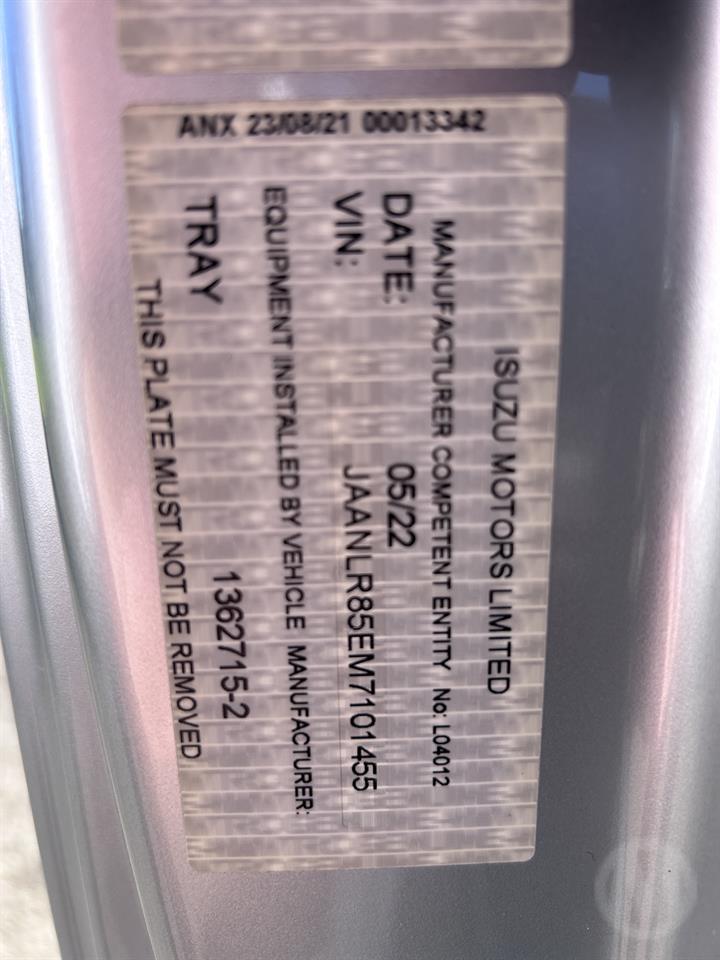 ISUZU MOTORS LIMITED
MANUFACTURER COMPETENT ENTITY No: L04012
DATE: 05/22
VIN: JAANLR85EM7101455
EQUIPMENT INSTALLED BY VEHICLE MANUFACTURER:
TRAY 1362715-2
THIS PLATE MUST NOT BE REMOVED
ANX 23/08/21 00013342